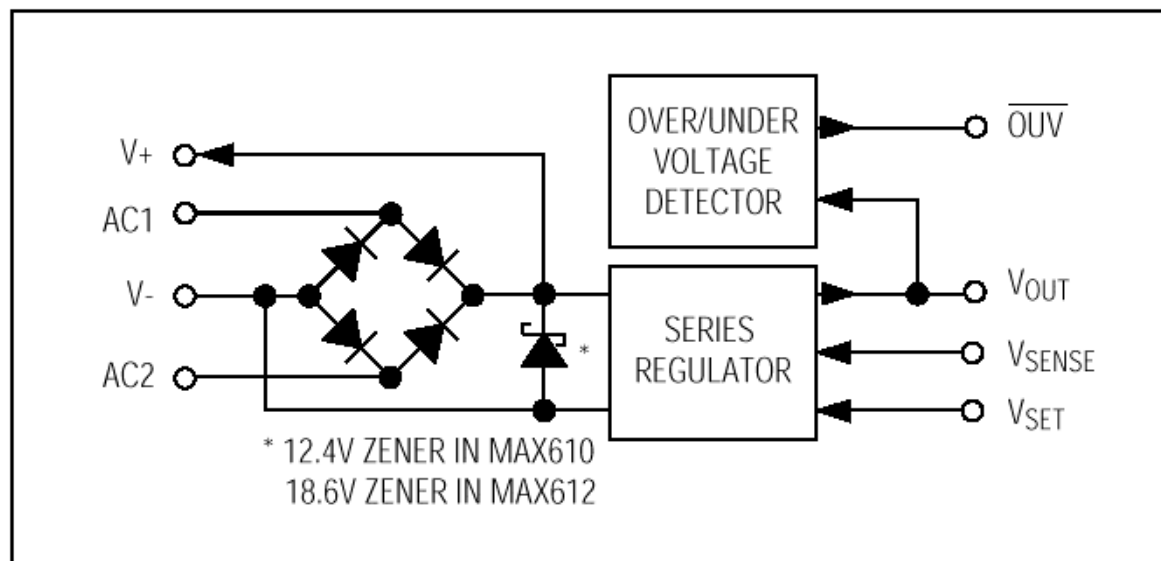 OVER/UNDER
VOLTAGE
DETECTOR
OUV
V+
AC1
V-
AC2
SERIES
REGULATOR
VOUT
VSENSE
VSET
*
* 12.4V ZENER IN MAX610
18.6V ZENER IN MAX612